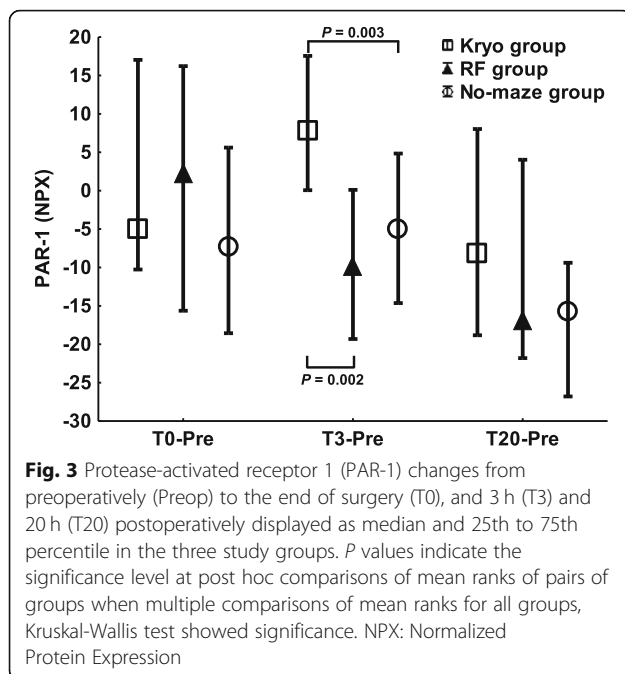 20
15
10
5
0
-5
-10
-15
-20
-25
-30
PAR-1 (NPX)
P = 0.003
Kryo group
RF group
No-maze group
P = 0.002
T0-Pre T3-Pre T20-Pre
Fig. 3 Protease-activated receptor 1 (PAR-1) changes from
preoperatively (Preop) to the end of surgery (T0), and 3 h (T3) and
20 h (T20) postoperatively displayed as median and 25th to 75th
percentile in the three study groups. P values indicate the
significance level at post hoc comparisons of mean ranks of pairs of
groups when multiple comparisons of mean ranks for all groups,
Kruskal-Wallis test showed significance. NPX: Normalized
Protein Expression